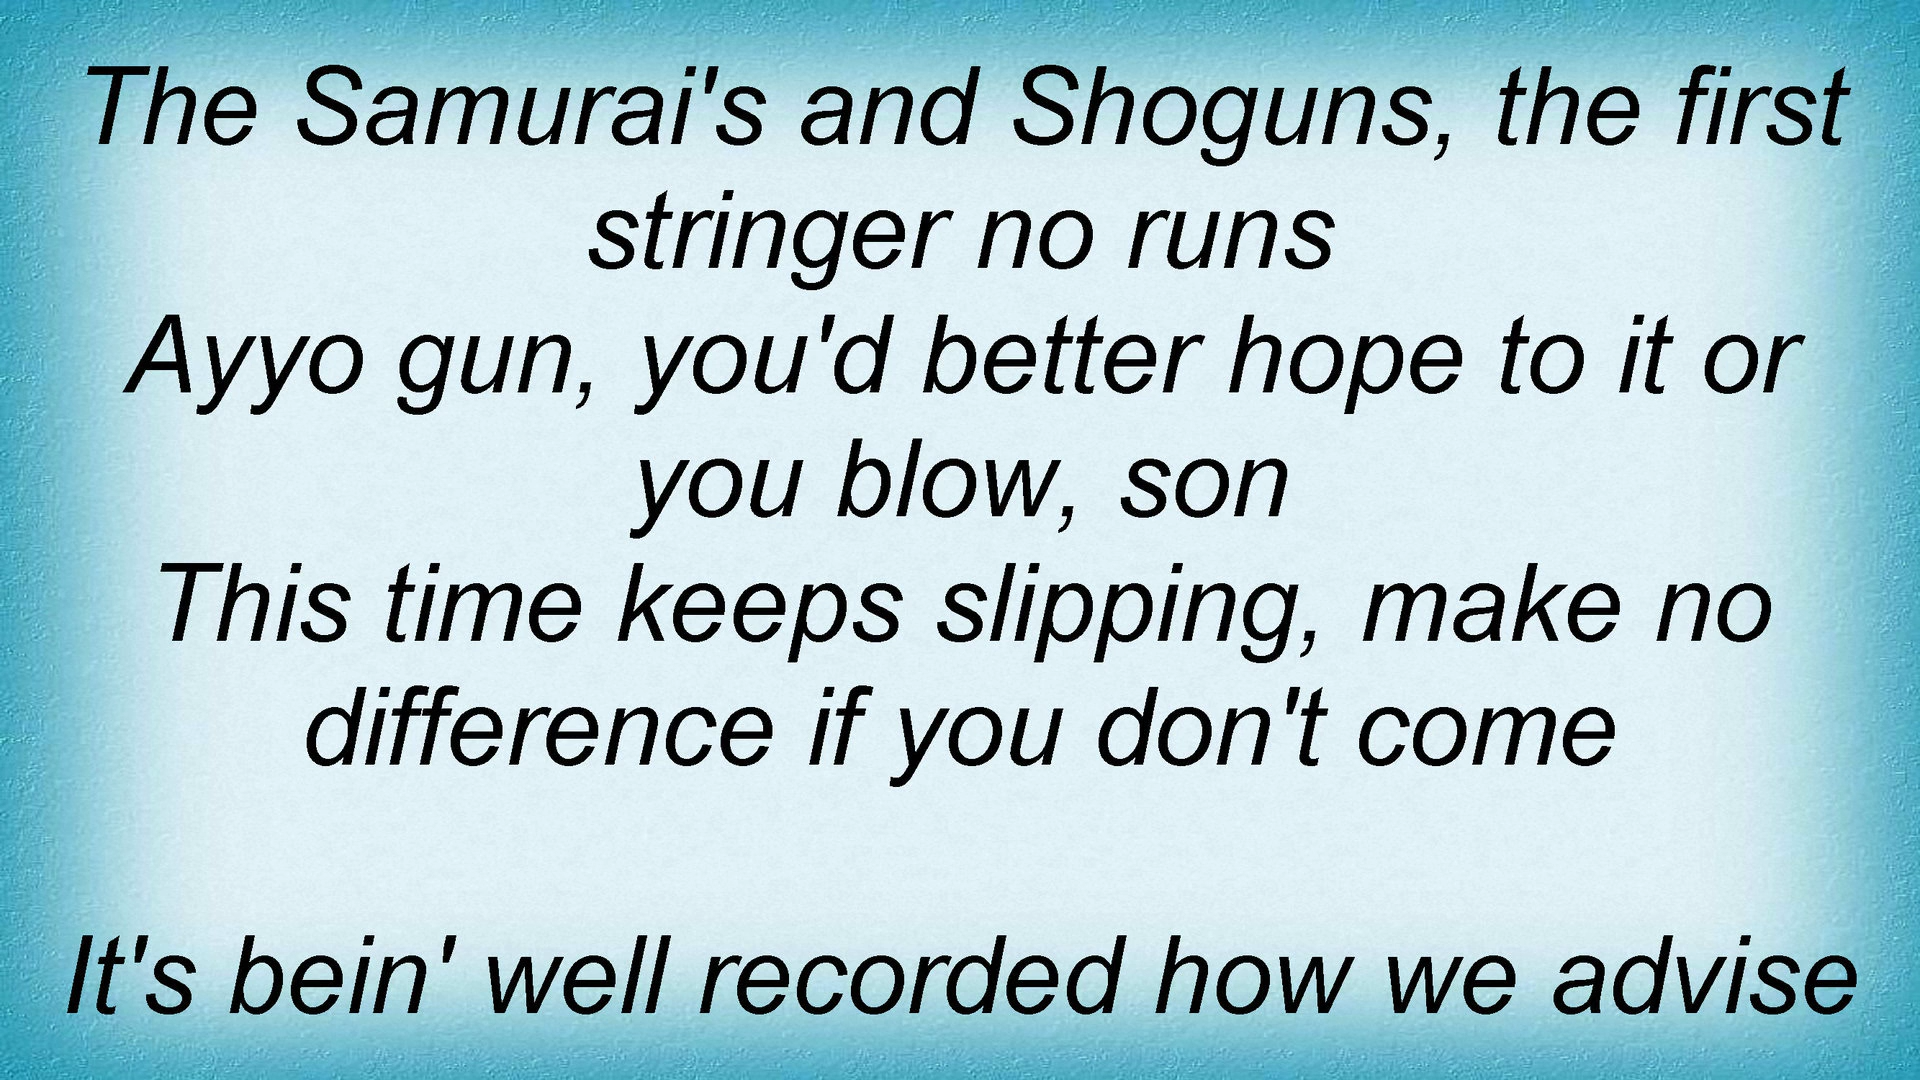 The Samurai's and Shoguns, the first
stringer no runs
Ayyo gun, you'd better hope to it or
you blow, son
This time keeps slipping, make no
difference if you don't come
It's bein' well recorded how we advise